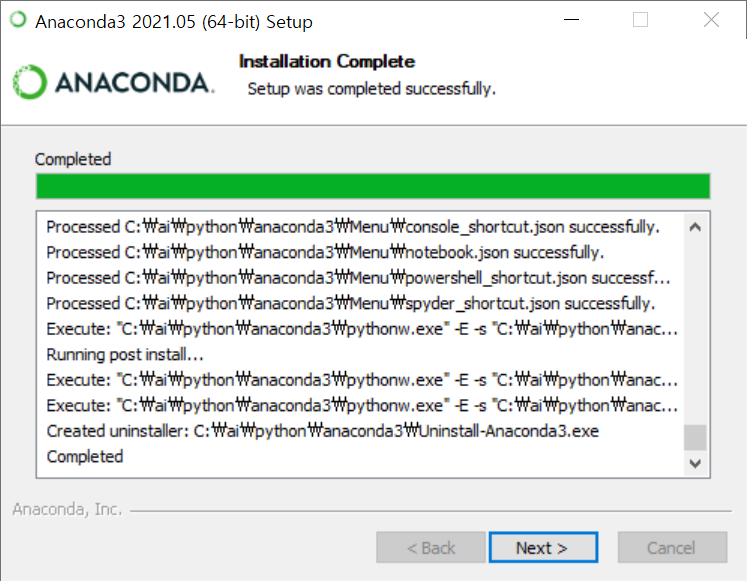 Anaconda3 2021.05 (64-bit) Setup
ANACONDA.
Installation Complete
Setup was completed successfully.
Completed
Processed C:₩ai₩python₩anaconda3₩Menu₩console_shortcut.json successfully.
Processed C:₩ai₩python₩anaconda3₩Menu₩notebook.json successfully.
Processed C:₩ai₩python₩anaconda3₩Menu₩powershell_shortcut.json successf...
Processed C:₩ai₩python₩anaconda3₩Menu₩spyder_shortcut.json successfully.
Execute: "C:₩ai₩python₩anaconda3₩pythonw.exe" -E -s "C:₩ai₩python₩anac...
Running post install...
Execute: "C:₩ai₩python₩anaconda3₩pythonw.exe" -E -s "C:₩ai₩python₩anac...
Execute: "C:₩ai₩python₩anaconda3₩pythonw.exe" -E -s "C:₩ai₩python₩anac...
Created uninstaller: C:₩ai₩python₩anaconda3₩Uninstall-Anaconda3.exe
Completed
Anaconda, Inc.
< Back Next > Cancel